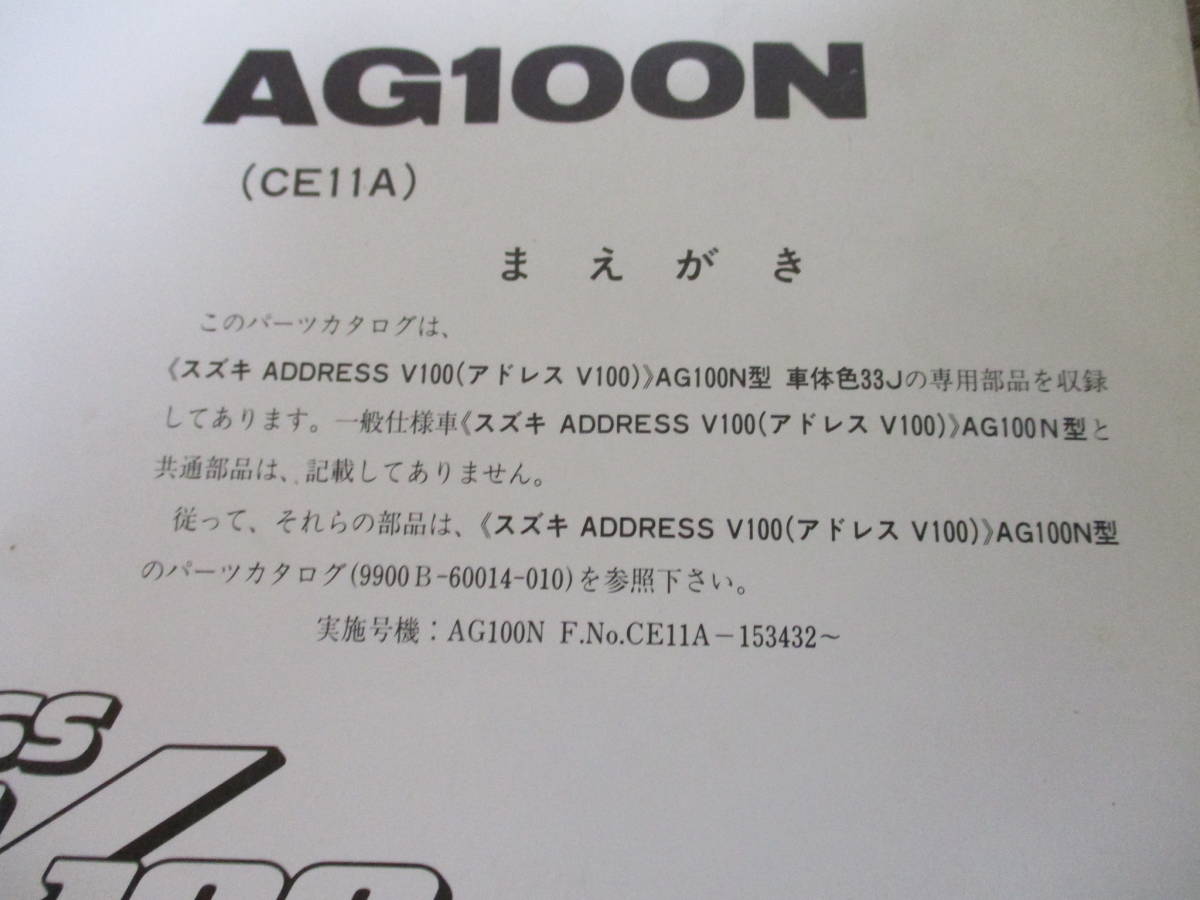 AG100N
(CE11A)
まえがき
このパーツカタログは、
《スズキ ADDRESS V100(アドレス V100)》AG100N型 車体色33Jの専用部品を収録
してあります。一般仕様車《スズキ ADDRESS V100(アドレス V100)》AG100N型と
共通部品は、記載してありません。
従って、それらの部品は、《スズキ ADDRESS V100(アドレス V100)》AG100N型
のパーツカタログ(9900B-60014-010)を参照下さい。
実施号機：AG100N F.No.CE11A－153432～
SS
V
100